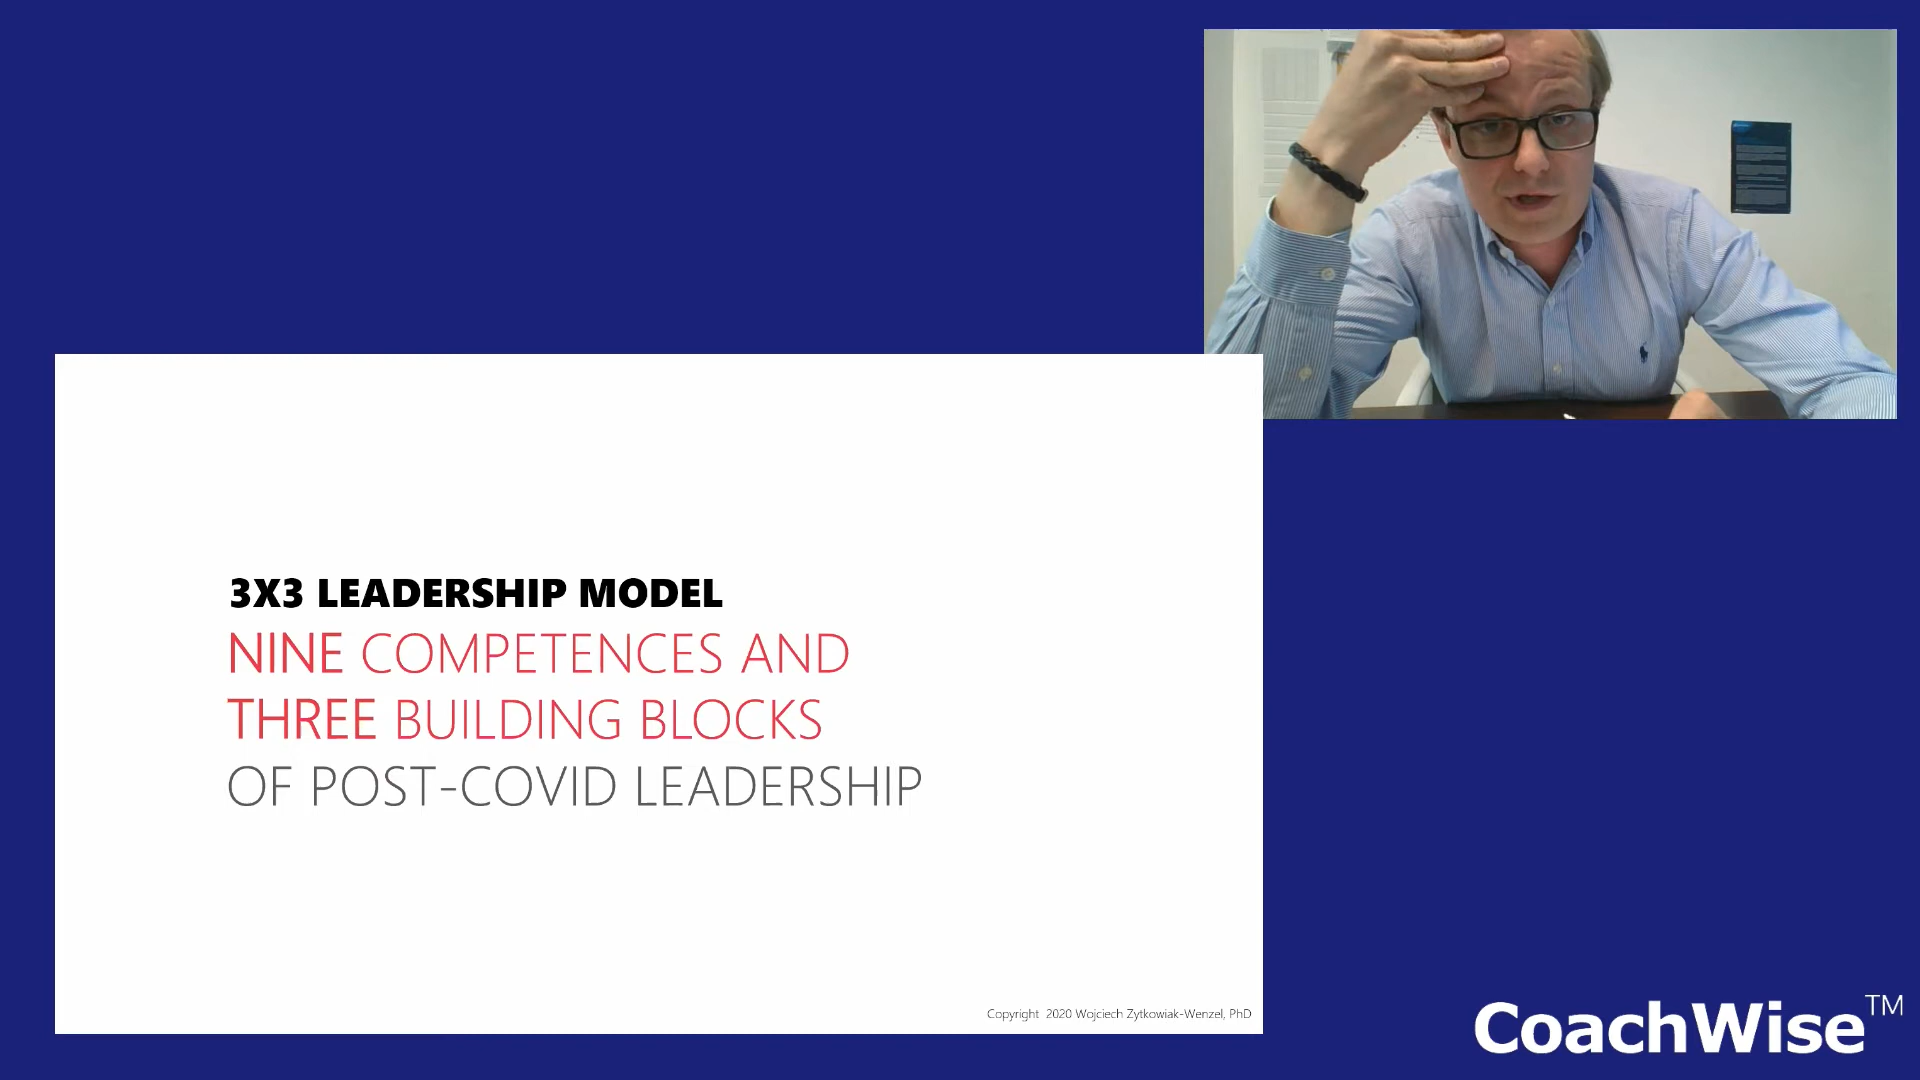 3X3 LEADERSHIP MODEL
NINE COMPETENCES AND
THREE BUILDING BLOCKS
OF POST-COVID LEADERSHIP
Copyright 2020 Wojciech Zytkowiak-Wenzel, PhD
CoachWise™